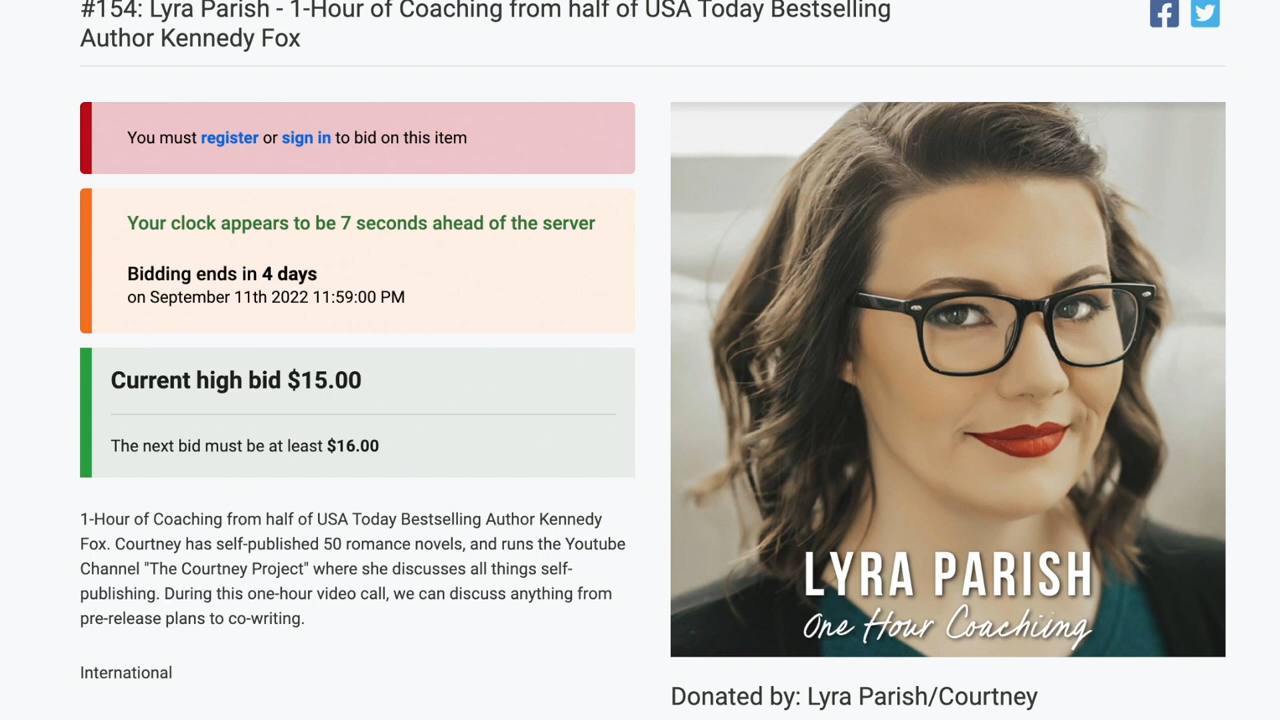 #154: Lyra Parish - 1-Hour of Coaching from half of USA Today Bestselling
Author Kennedy Fox
You must register or sign in to bid on this item
Your clock appears to be 7 seconds ahead of the server
Bidding ends in 4 days
on September 11th 2022 11:59:00 PM
Current high bid $15.00
The next bid must be at least $16.00
1-Hour of Coaching from half of USA Today Bestselling Author Kennedy
Fox. Courtney has self-published 50 romance novels, and runs the Youtube
Channel "The Courtney Project" where she discusses all things self-
publishing. During this one-hour video call, we can discuss anything from
pre-release plans to co-writing.
International
LYRA PARISH
One Hour Coachiing
Donated by: Lyra Parish/Courtney